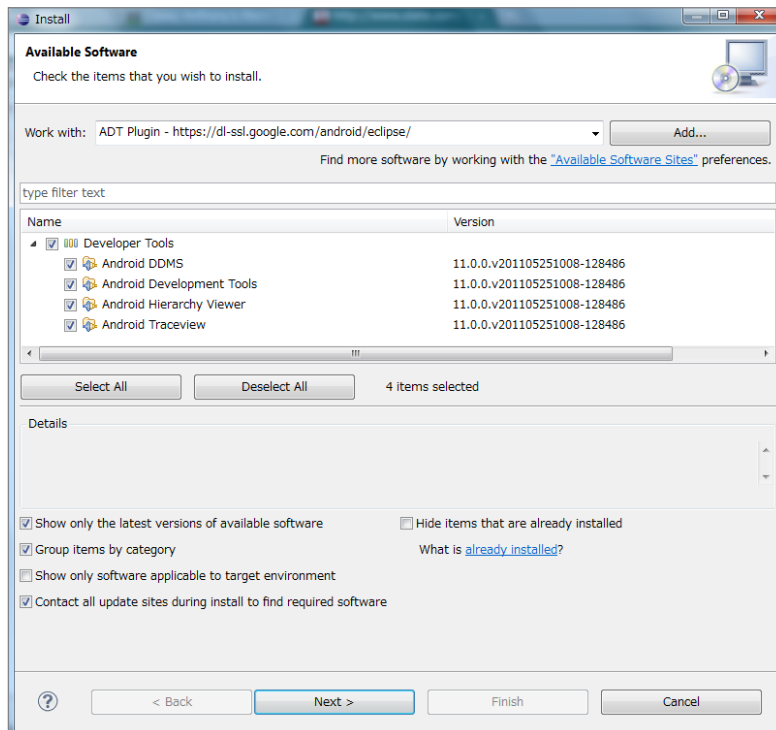 Install
Available Software
Check the items that you wish to install.
Work with: ADT Plugin - https://dl-ssl.google.com/android/eclipse/ Add...
Find more software by working with the "Available Software Sites" preferences.
type filter text
Name Version
Developer Tools
Android DDMS 11.0.0.v201105251008-128486
Android Development Tools 11.0.0.v201105251008-128486
Android Hierarchy Viewer 11.0.0.v201105251008-128486
Android Traceview 11.0.0.v201105251008-128486
Select All Deselect All 4 items selected
Details
Show only the latest versions of available software Hide items that are already installed
Group items by category What is already installed?
Show only software applicable to target environment
Contact all update sites during install to find required software
< Back Next > Finish Cancel